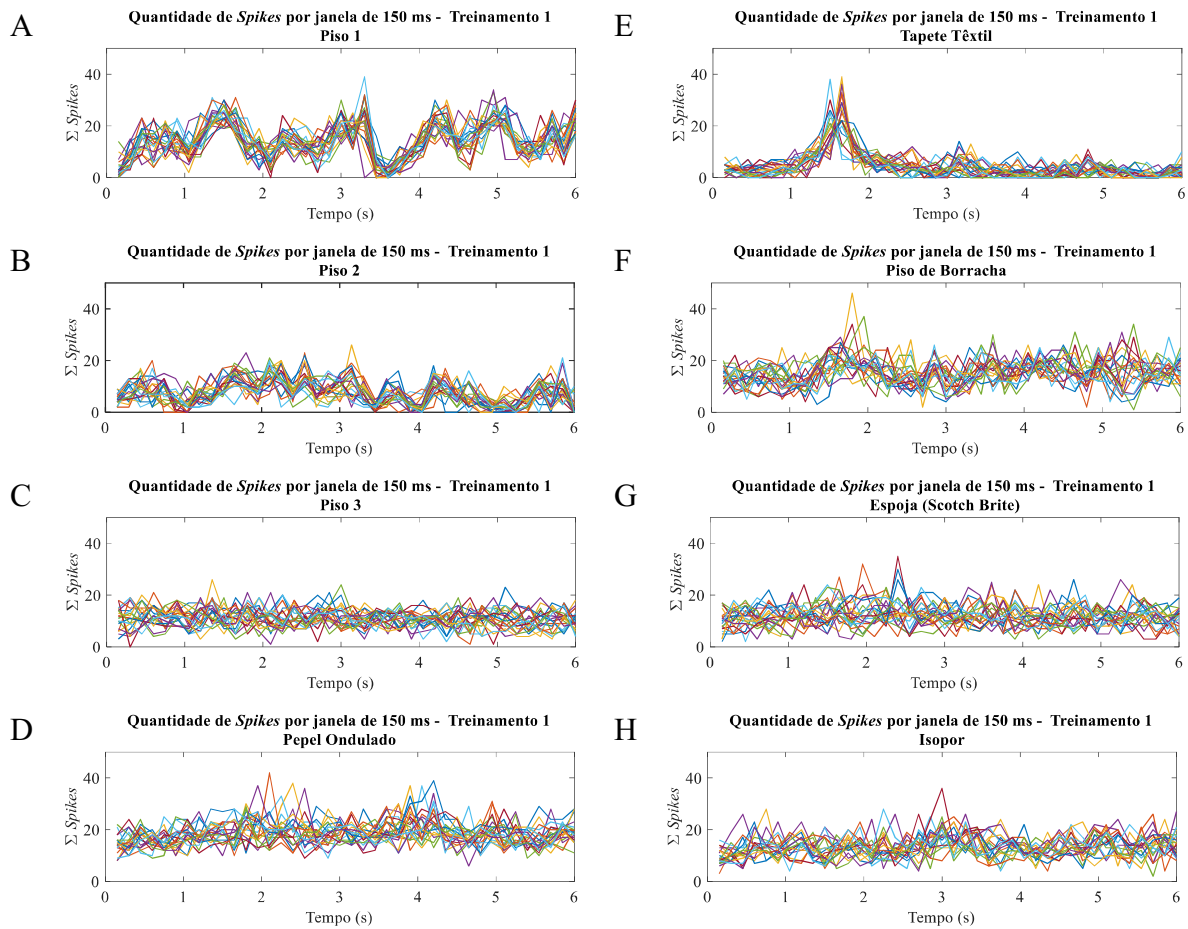 A
Quantidade de Spikes por janela de 150 ms - Treinamento 1
Piso 1
40
20
0
Σ Spikes
0 1 2 3 4 5 6
Tempo (s)
B
Quantidade de Spikes por janela de 150 ms - Treinamento 1
Piso 2
40
20
0
Σ Spikes
0 1 2 3 4 5 6
Tempo (s)
C
Quantidade de Spikes por janela de 150 ms - Treinamento 1
Piso 3
40
20
0
Σ Spikes
0 1 2 3 4 5 6
Tempo (s)
D
Quantidade de Spikes por janela de 150 ms - Treinamento 1
Pepel Ondulado
40
20
0
Σ Spikes
0 1 2 3 4 5 6
Tempo (s)
E
Quantidade de Spikes por janela de 150 ms - Treinamento 1
Tapete Têxtil
40
20
0
Σ Spikes
0 1 2 3 4 5 6
Tempo (s)
F
Quantidade de Spikes por janela de 150 ms - Treinamento 1
Piso de Borracha
40
20
0
Σ Spikes
0 1 2 3 4 5 6
Tempo (s)
G
Quantidade de Spikes por janela de 150 ms - Treinamento 1
Espoja (Scotch Brite)
40
20
0
Σ Spikes
0 1 2 3 4 5 6
Tempo (s)
H
Quantidade de Spikes por janela de 150 ms - Treinamento 1
Isopor
40
20
0
Σ Spikes
0 1 2 3 4 5 6
Tempo (s)